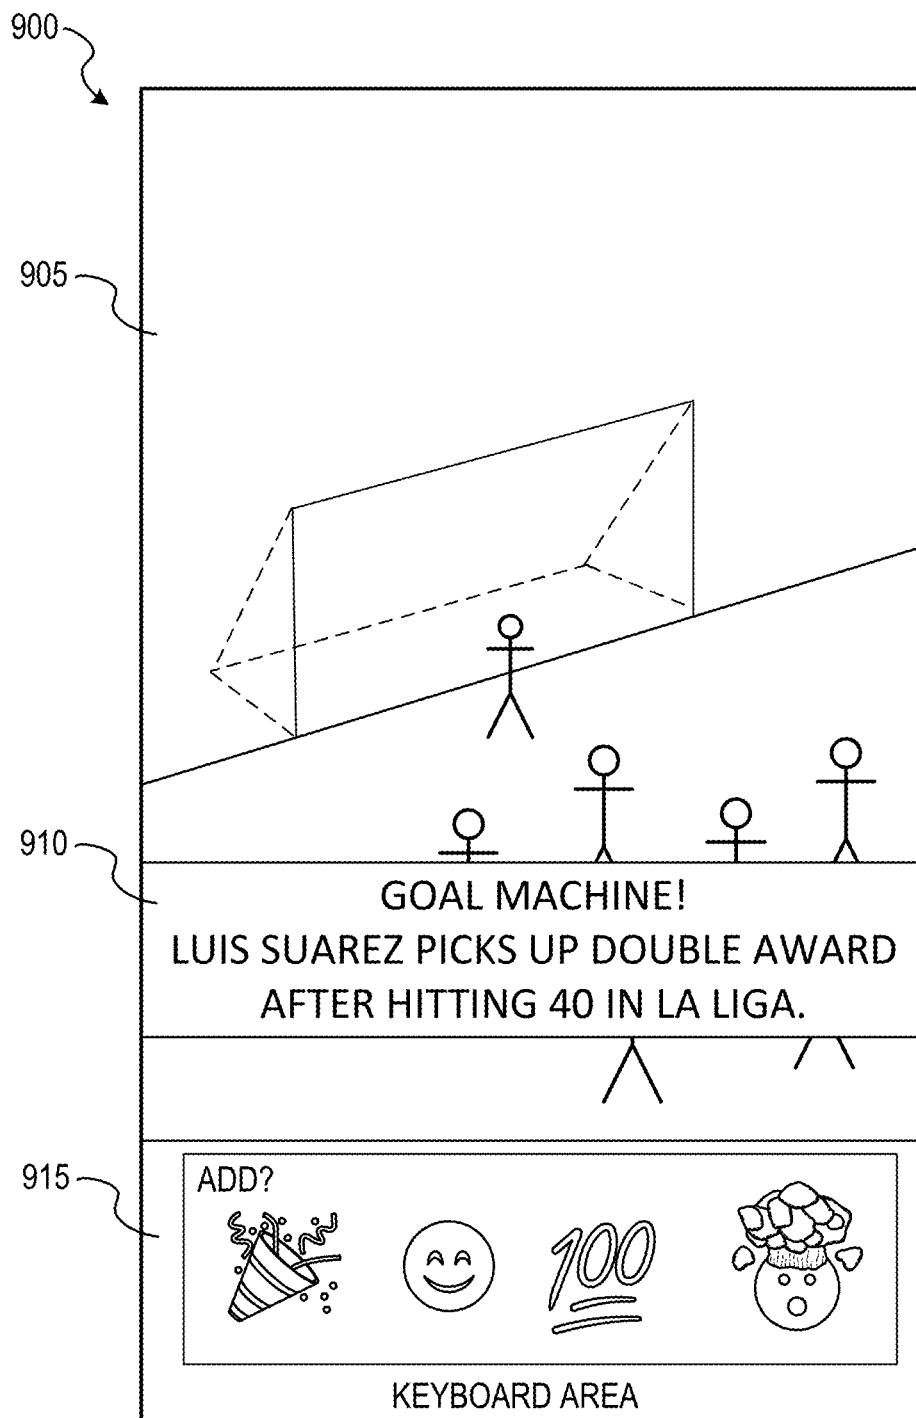 900
905
910
GOAL MACHINE!
LUIS SUAREZ PICKS UP DOUBLE AWARD
AFTER HITTING 40 IN LA LIGA.
915
ADD?
100
KEYBOARD AREA